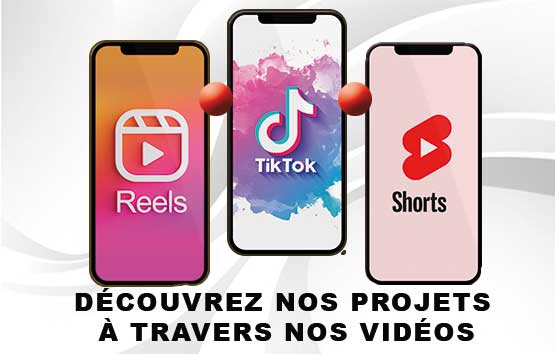 Reels
TikTok
Shorts
DÉCOUVREZ NOS PROJETS
À TRAVERS NOS VIDÉOS